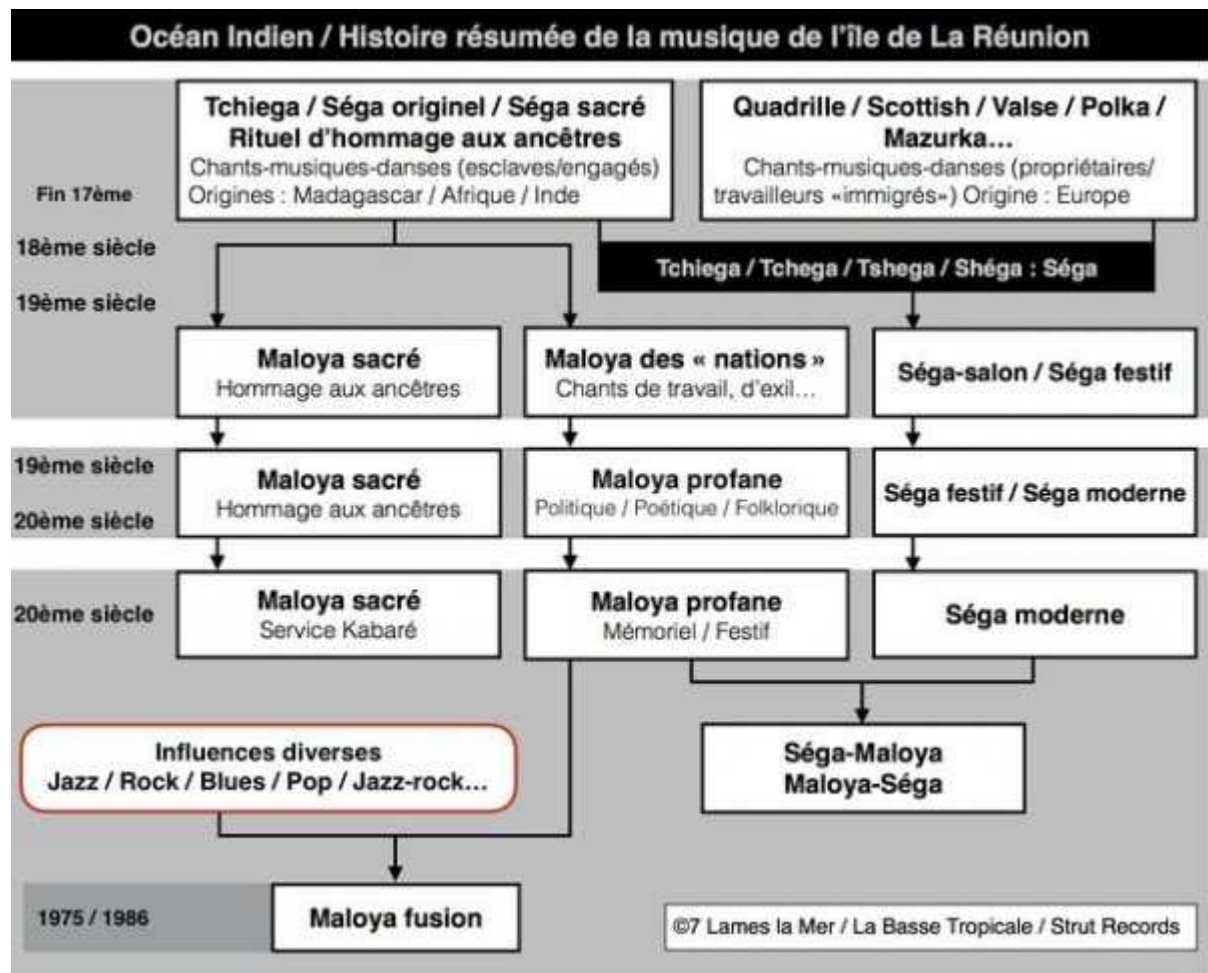 Océan Indien / Histoire résumée de la musique de l'île de La Réunion
Tchiega / Séga originel / Séga sacré
Rituel d'hommage aux ancêtres
Chants-musiques-danses (esclaves/engagés)
Origines : Madagascar / Afrique / Inde
Quadrille / Scottish / Valse / Polka /
Mazurka...
Chants-musiques-danses (propriétaires/
travailleurs «immigrés») Origine : Europe
Fin 17ème
18ème siècle
19ème siècle
Tchiega / Tchega / Tshega / Shéga : Séga
Maloya sacré
Hommage aux ancêtres
Maloya des « nations »
Chants de travail, d'exil...
Séga-salon / Séga festif
19ème siècle
20ème siècle
Maloya sacré
Hommage aux ancêtres
Maloya profane
Politique / Poétique / Folklorique
Séga festif / Séga moderne
20ème siècle
Maloya sacré
Service Kabaré
Maloya profane
Mémoriel / Festif
Séga moderne
Influences diverses
Jazz / Rock / Blues / Pop / Jazz-rock...
Séga-Maloya
Maloya-Séga
1975 / 1986
Maloya fusion
©7 Lames la Mer / La Basse Tropicale / Strut Records